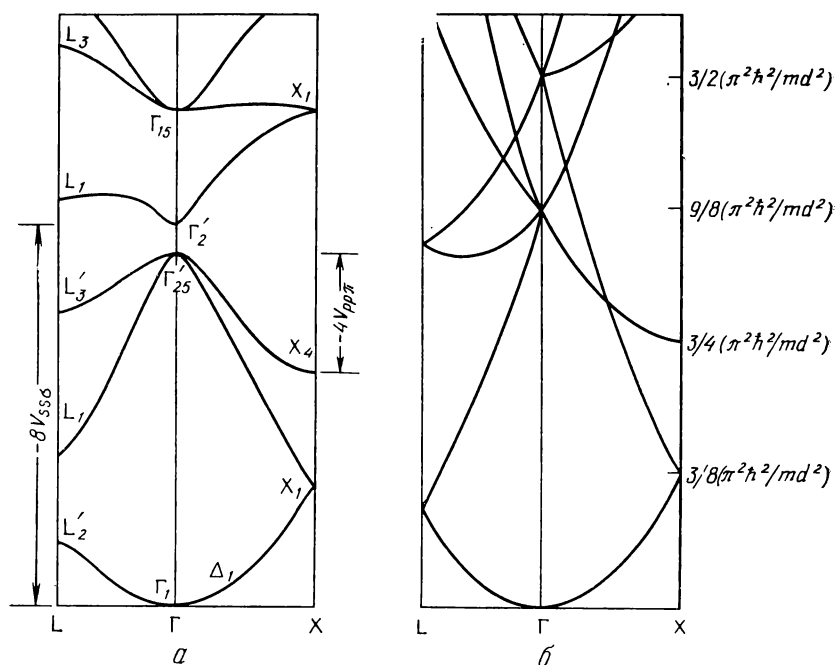 L₃
X₁
Γ₁₅
L₁
Γ₂′
Γ₂₅′
L₃′
X₄
L₁
X₁
L₂′
Δ₁
Γ₁
-8Vssσ
-4Vppπ
L Γ X
а
3/2(π²ħ²/md²)
9/8(π²ħ²/md²)
3/4(π²ħ²/md²)
3/8(π²ħ²/md²)
L Γ X
б